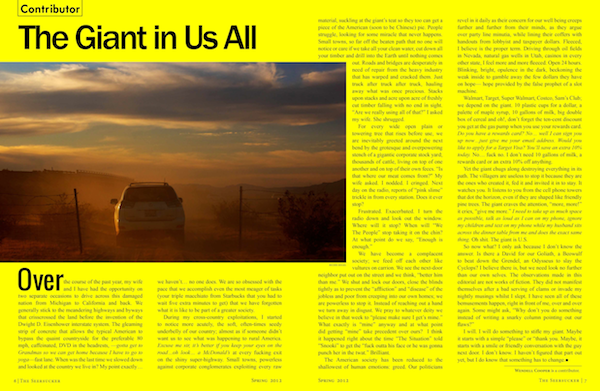 Contributor
The Giant in Us All
Over the course of the past year, my wife
and I have had the opportunity on
two separate occasions to drive across this damaged
nation from Michigan to California and back. We
generally stick to the meandering highways and byways
that crisscrossed the land before the invention of the
Dwight D. Eisenhower interstate system. The gleaming
strip of concrete that allows the typical American to
bypass the quaint countryside for the preferable 80
mph, caffeinated, DVD in the headrests,
Grandma so we can get home because I have to go to
yoga—fast lane. When was the last time we slowed down
and looked at the country we live in? My point exactly…
we haven't… no one does. We are so obsessed with the
pace that we accomplish even the most meager of tasks
(your triple macchiato from Starbucks that you had to
wait five extra minutes to get) that we have forgotten
what it is like to be part of a greater society.
During my cross-country explorations, I started
to notice more acutely, the soft, often-times seedy
underbelly of our country; almost as if someone didn't
want us to see what was happening to rural America.
Excuse me sir, it's better if you keep your eyes on the
road...oh look... a McDonald's at every fucking exit
on the shiny super-highway. Small towns, powerless
against corporate conglomerates exploiting every raw
material, suckling at the giant's teat so they too can get a
piece of the American (soon to be Chinese) pie. People
struggle, looking for some miracle that never happens.
Small towns, so far off the beaten path that no one will
notice or care if we take all your clean water, cut down all
your timber and drill into the Earth until nothing comes
out. Roads and bridges are desperately in
need of repair from the heavy industry
that has warped and cracked them. Just
truck after truck after truck, hauling
away what was once precious. Stacks
upon stacks and acre upon acre of freshly
cut timber falling with no end in sight.
"Are we really using all of that?" I asked
my wife. She shrugged.
For every wide open plain or
towering tree that rises before use, we
are inevitably greeted around the next
bend by the grotesque and overpowering
stench of a gigantic corporate stock yard;
thousands of cattle, living on top of one
another and on top of their own feces. "Is
that where our meat comes from?" My
wife asked. I nodded. I cringed. Next
day on the radio, reports of "pink slime"
trickle in from every station. Does it ever
stop?
Frustrated. Exacerbated. I turn the
radio down and look out the window.
Where will it stop? When will "We
The People" stop taking it on the chin?
At what point do we say, "Enough is
enough."
We have become a complacent
society; we feed off each other like
vultures on carrion. We see the next-door
neighbor put out on the street and we think, "better him
than me." We shut and lock our doors, close the blinds
tightly as to prevent the "affliction" and "disease" of the
jobless and poor from creeping into our own homes; we
are powerless to stop it. Instead of reaching out a hand
we turn away in disgust. We pray to whatever deity we
believe in that work to "please make sure I get's mine."
What exactly is "mine" anyway and at what point
did getting "mine" take precedent over ours? I think
it happened right about the time "The Situation" told
"Snooki" to get the "fuck outta his face or he was gonna
punch her in the twat." Brilliant.
The American society has been reduced to the
shallowest of human emotions: greed. Our politicians
revel in it daily as their concern for our well being creeps
further and further from their minds, as they argue
over party line minutia, while lining their coffers with
handouts from lobbyist and taxpayer dollars. Fleeced,
I believe is the proper term. Driving through oil fields
in Nevada, natural gas wells in Utah, casinos in every
other state, I feel more and more fleeced. Open 24 hours.
Blinking, bright, opulence in the dark, beckoning the
weak inside to gamble away the few dollars they have
on hope—hope provided by the false prophet of a slot
machine.
Walmart, Target, Super Walmart, Costco, Sam's Club;
we depend on the giant. 10 plastic cups for a dollar, a
palette of maple syrup, 10 gallons of milk, big double
box of cereal and oh!, don't forget the ten-cent discount
you get at the gas pump when you use your rewards card.
Do you have a rewards card? No... well I can sign you
up now...just give me your email address. Would you
like to apply for a Target Visa? You'll save an extra 10%
today. No... fuck no. I don't need 10 gallons of milk, a
rewards card or an extra 10% off anything.
Yet the giant chugs along destroying everything in its
path. The villagers are useless to stop it because they are
the ones who created it, fed it and invited it in to stay. It
watches you. It listens to you from the cell phone towers
that dot the horizon; even if they are shaped like friendly
pine trees. The giant craves the attention, "more, more!"
it cries, "give me more." I need to take up as much space
as possible, talk as loud as I can on my phone, ignore
my children and text on my phone while my husband sits
across the dinner table from me and does the exact same
thing. Oh shit. The giant is U.S.
So now what? I only ask because I don't know the
answer. Is there a David for our Goliath, a Beowulf
to beat down the Grendel, an Odysseus to slay the
Cyclops? I believe there is, but we need look no further
than our own selves. The observations made in this
editorial are not works of fiction. They did not manifest
themselves after a bad serving of clams or invade my
nightly musings whilst I slept. I have seen all of these
happenings, right in front of me, over and over
again. Some might ask, "Why don't you do something
instead of writing a snarky column pointing out our
flaws?"
I will. I will do something to stifle my giant. Maybe
it starts with a simple "please" or "thank you. Maybe, it
starts with a smile or friendly conversation with the guy
next door. I don't know. I haven't figured that part out
yet, but I do know that something has to change.
6 | The Seersucker
Spring 2012
Spring 2012
The Seersucker | 7